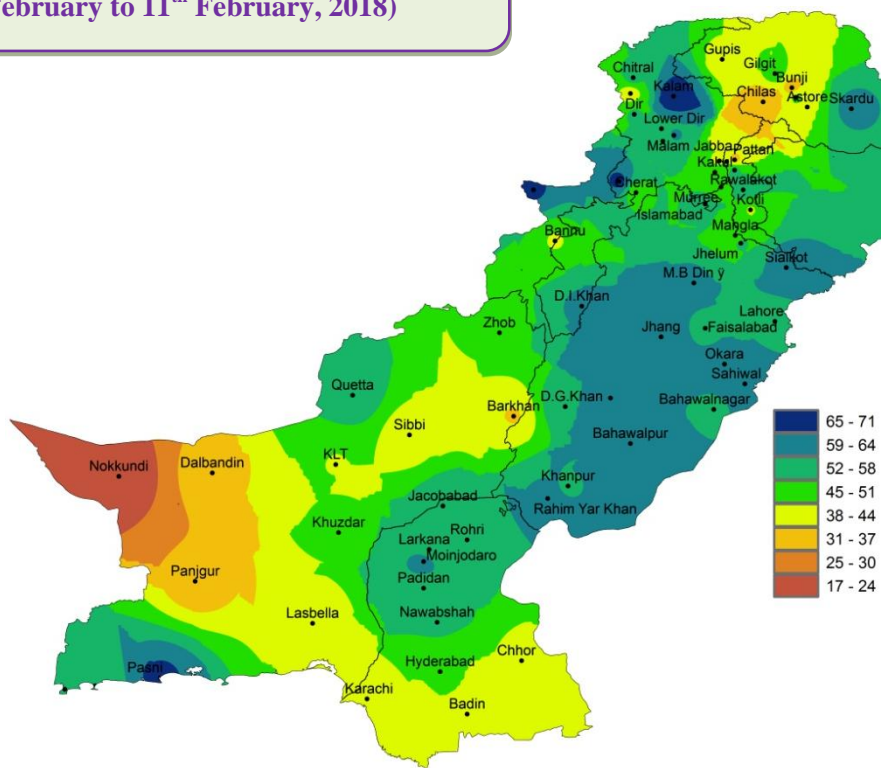 ebruary to 11th February, 2018)
Gupis
Gilgit
Chitral
Bunji
Kalam
Chilas
Astore
Skardu
Dir
Lower Dir
Malam Jabba
Pattan
Kakul
Cherat
Rawalakot
Murree
Kotli
Islamabad
Bannu
Mangla
Jhelum
Sialkot
M.B Din ÿ
D.I.Khan
Lahore
Zhob
Jhang
Faisalabad
Okara
Quetta
Sahiwal
D.G.Khan
Bahawalnagar
Barkhan
Sibbi
Bahawalpur
KLT
Nokkundi
Dalbandin
Khanpur
Jacobabad
Rahim Yar Khan
Khuzdar
Rohri
Larkana
Moinjodaro
Panjgur
Padidan
Lasbella
Nawabshah
Chhor
Pasni
Hyderabad
Karachi
Badin
65 - 71
59 - 64
52 - 58
45 - 51
38 - 44
31 - 37
25 - 30
17 - 24